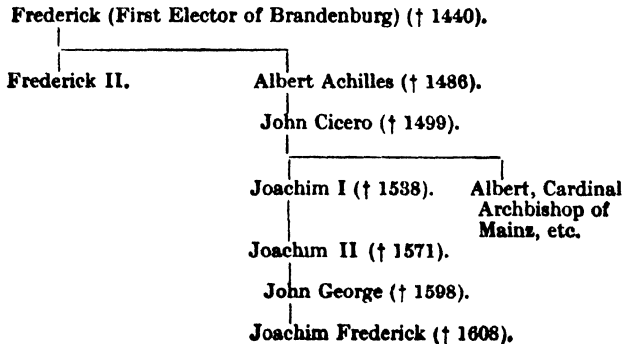 Frederick (First Elector of Brandenburg) († 1440).
Frederick II.
Albert Achilles († 1486).
John Cicero († 1499).
Joachim I († 1538).
Albert, Cardinal
Archbishop of
Mainz, etc.
Joachim II († 1571).
John George († 1598).
Joachim Frederick († 1608).